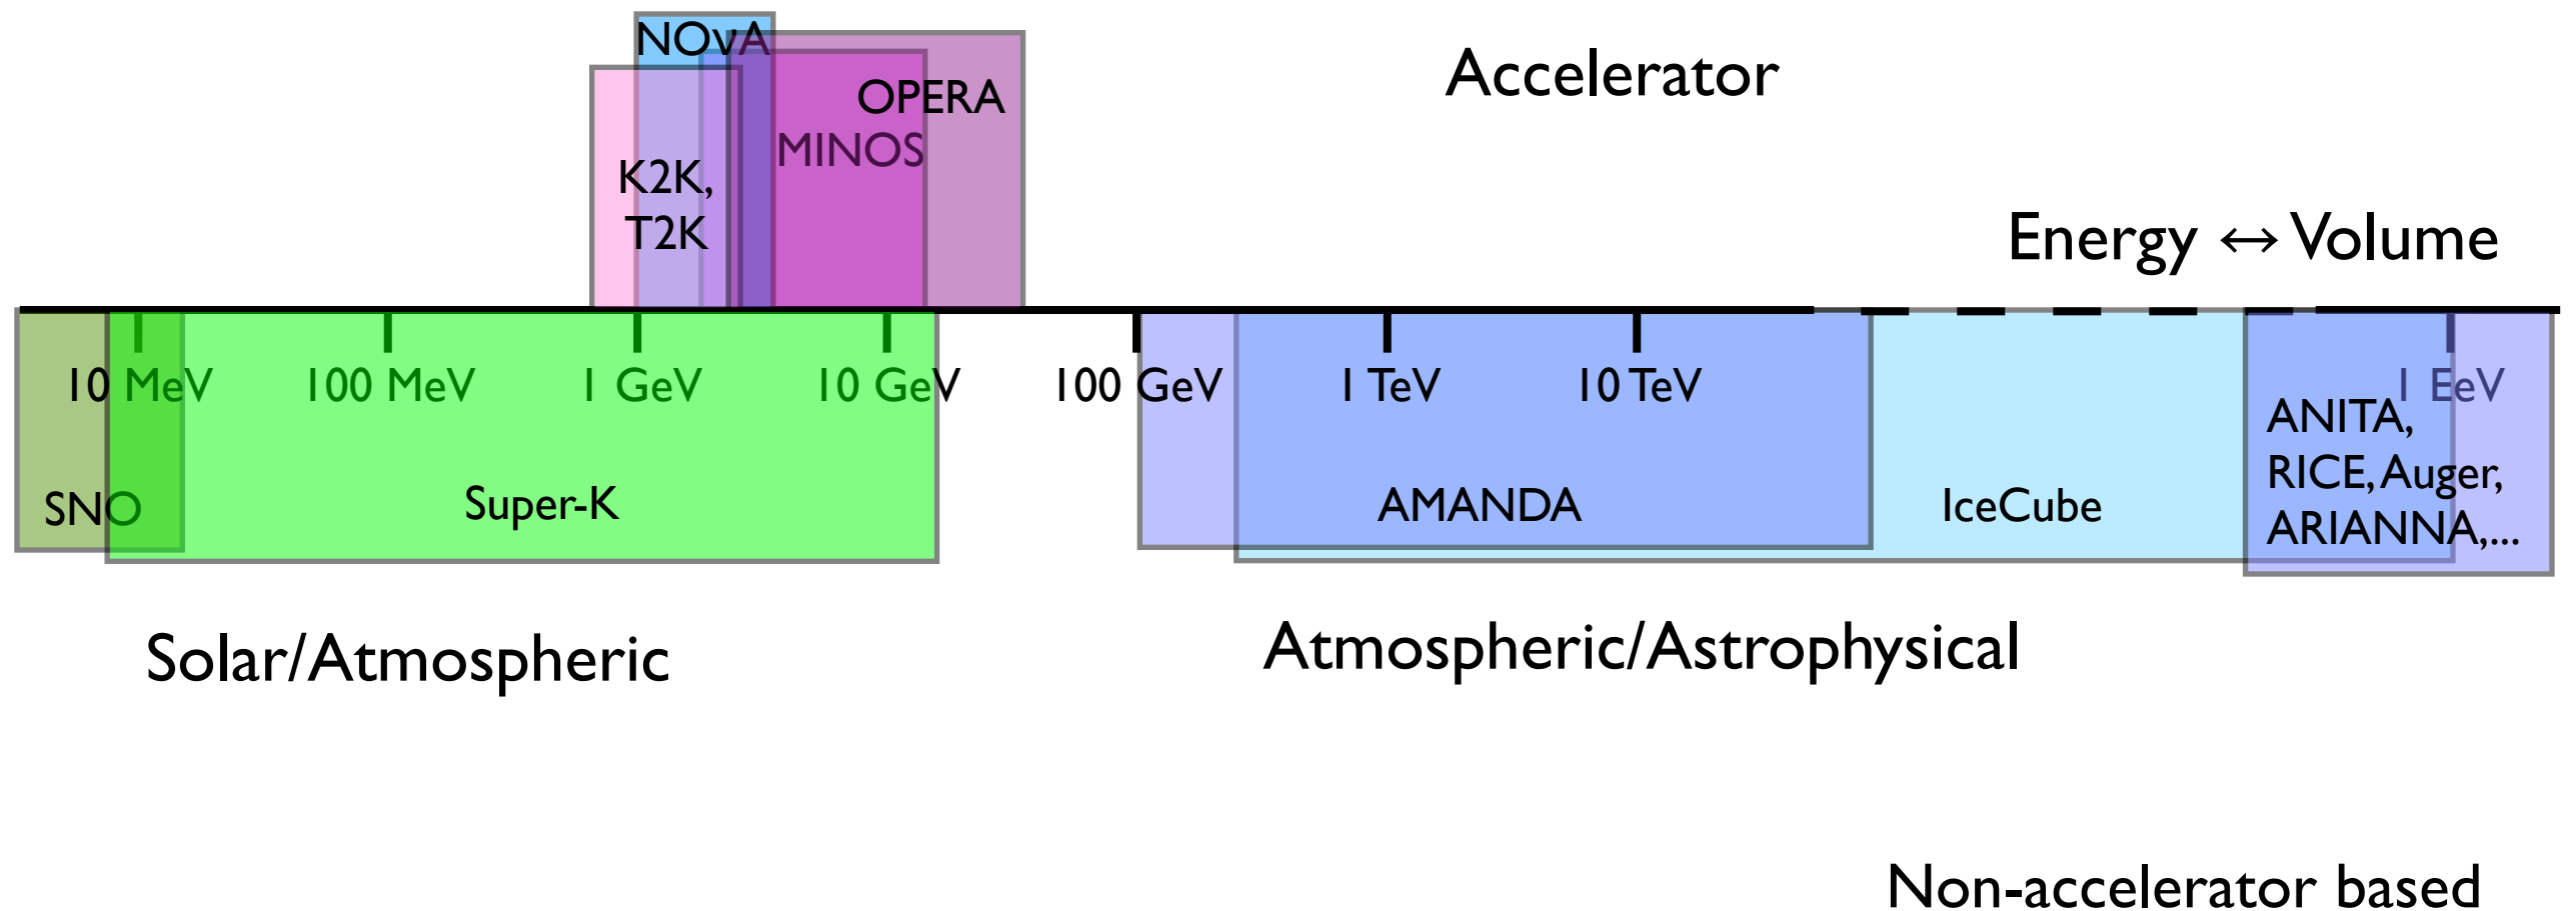 NOνA
Accelerator
OPERA
MINOS
K2K,
T2K
Energy ↔ Volume
10 MeV
100 MeV
1 GeV
10 GeV
100 GeV
1 TeV
10 TeV
1 EeV
ANITA,
RICE, Auger,
ARIANNA,...
SNO
Super-K
AMANDA
IceCube
Solar/Atmospheric
Atmospheric/Astrophysical
Non-accelerator based